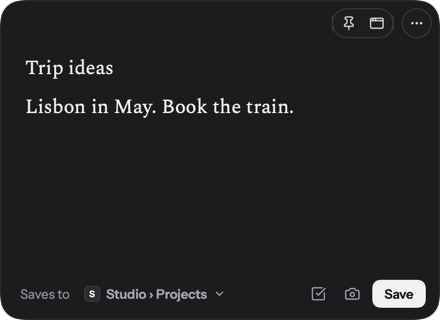 Trip ideas
Lisbon in May. Book the train.
Saves to S Studio › Projects Save